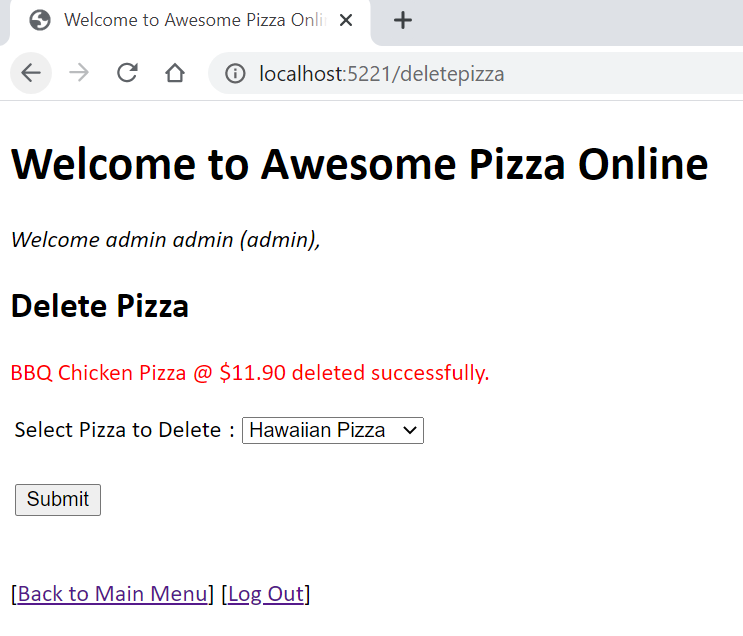 Welcome to Awesome Pizza Onli
localhost:5221/deletepizza
Welcome to Awesome Pizza Online
Welcome admin admin (admin),
Delete Pizza
BBQ Chicken Pizza @ $11.90 deleted successfully.
Select Pizza to Delete : Hawaiian Pizza
Submit
[Back to Main Menu] [Log Out]